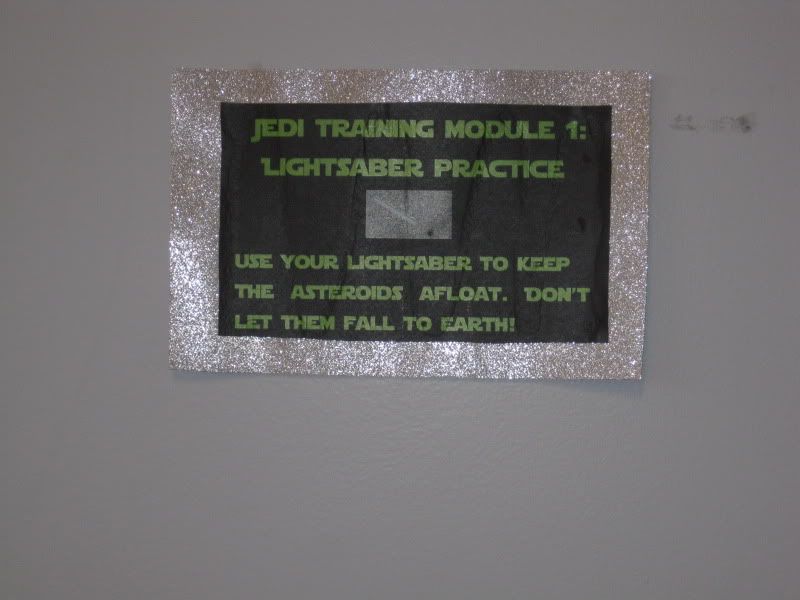 JEDI TRAINING MODULE 1:
LIGHTSABER PRACTICE
USE YOUR LIGHTSABER TO KEEP
THE ASTEROIDS AFLOAT. DON'T
LET THEM FALL TO EARTH!